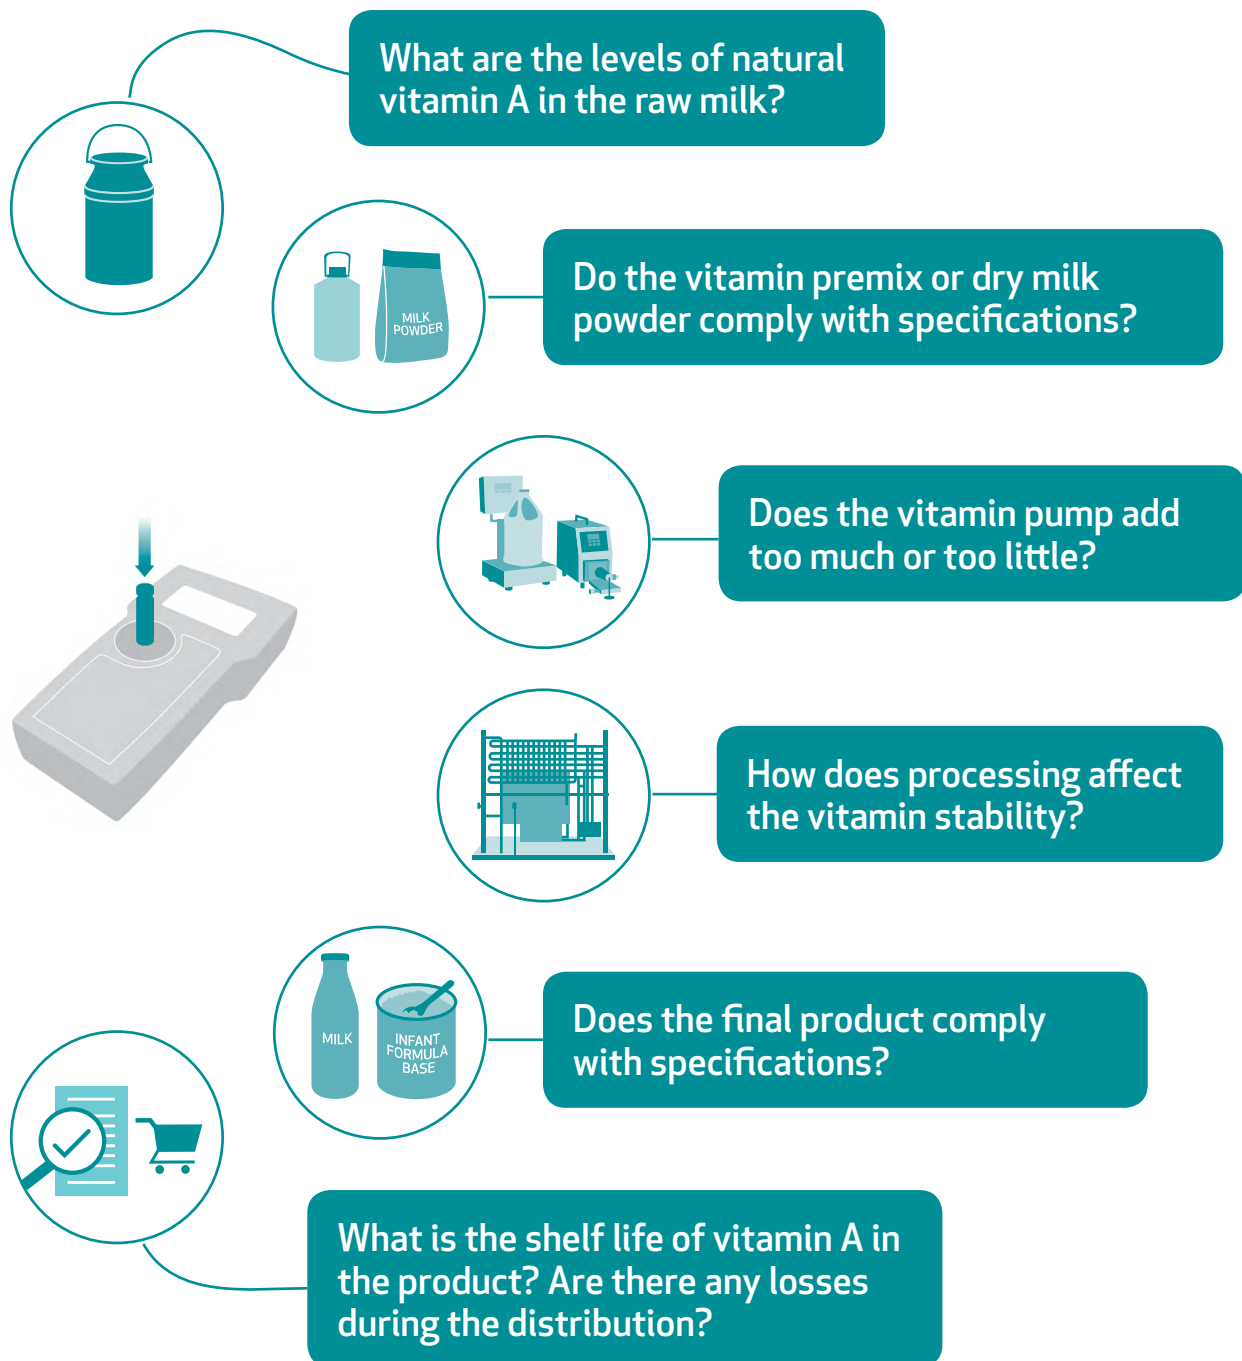 What are the levels of natural
vitamin A in the raw milk?
MILK
POWDER
Do the vitamin premix or dry milk
powder comply with specifications?
Does the vitamin pump add
too much or too little?
How does processing affect
the vitamin stability?
MILK
INFANT
FORMULA
BASE
Does the final product comply
with specifications?
What is the shelf life of vitamin A in
the product? Are there any losses
during the distribution?